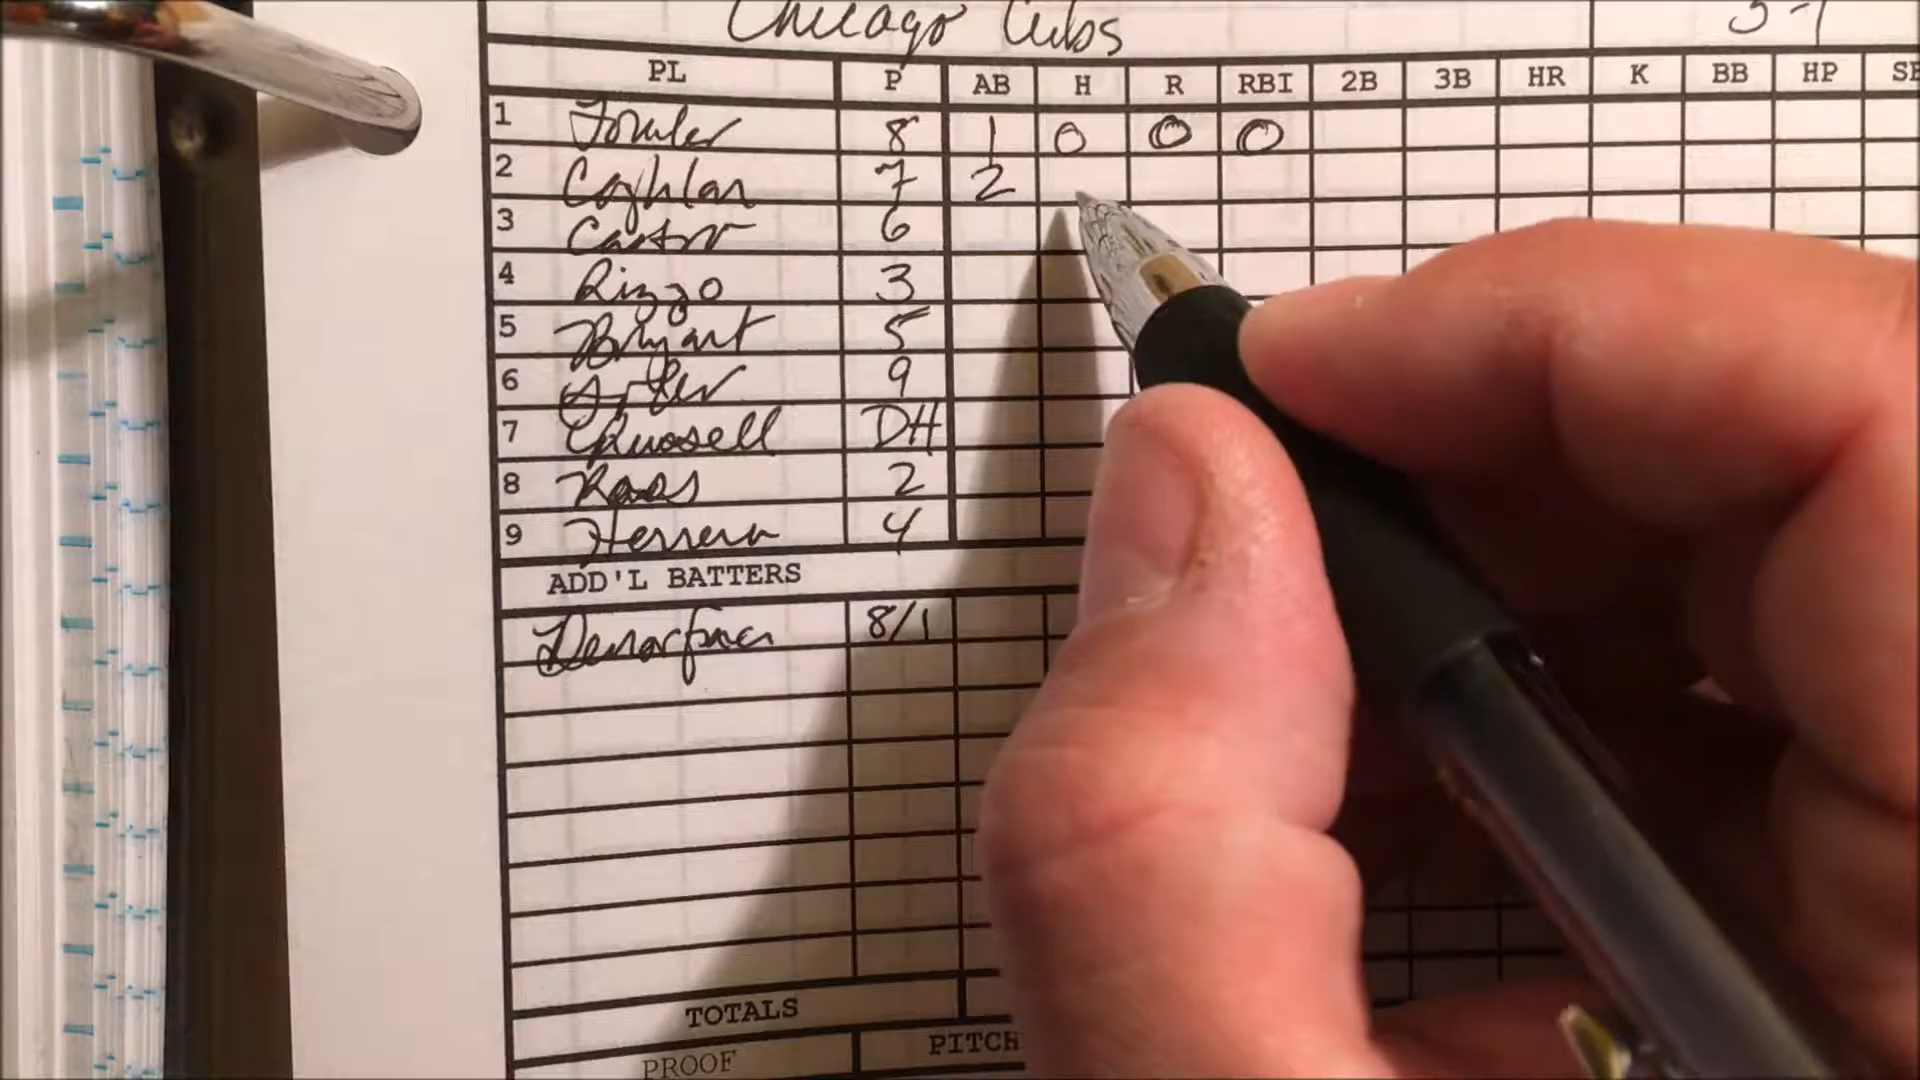 Chicago Cubs
PL P AB H R RBI 2B 3B HR K BB HP
1 Fowler 8 1 0 0 0
2 Coghlan 7 2
3 Castro 6
4 Rizzo 3
5 Bryant 5
6 Soler 9
7 Russell DH
8 Ross 2
9 Herrera 4
ADD'L BATTERS
Denorfia 8/1
TOTALS
PROOF PITCH